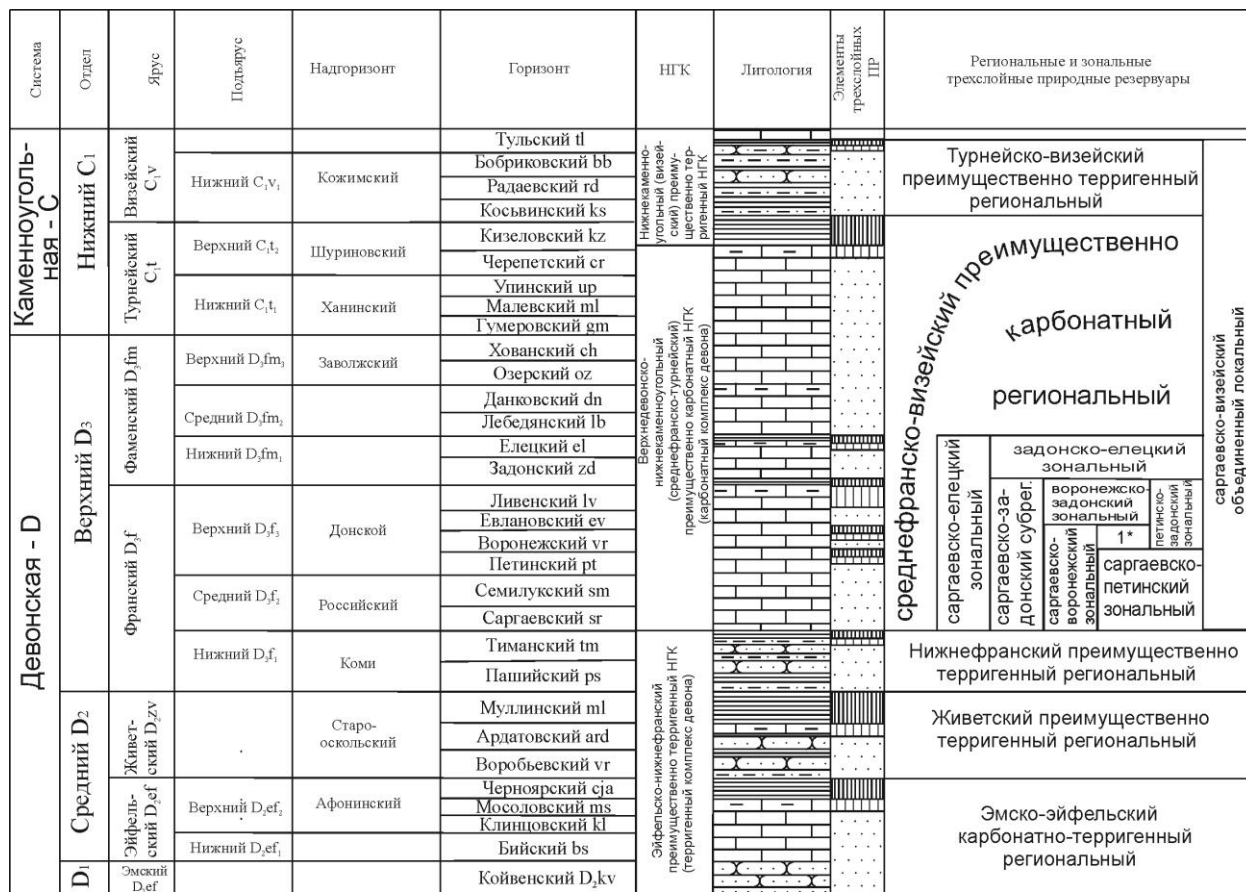 Система
Отдел
Ярус
Подъярус
Надгоризонт
Горизонт
НГК
Литология
Элементы
трехслойных
ПР
Региональные и зональные
трехслойные природные резервуары
Каменноуголь-
ная - C
Девонская - D
Нижний C₁
Верхний D₃
Средний D₂
D₁
Визейский
C₁v
Турнейский
C₁t
Фаменский D₃fm
Франский D₃f
Живет-
ский D₂zv
Эйфель-
ский D₂ef
Эмский
D₁ef
Нижний C₁v₁
Верхний C₁t₂
Нижний C₁t₁
Верхний D₃fm₃
Средний D₃fm₂
Нижний D₃fm₁
Верхний D₃f₃
Средний D₃f₂
Нижний D₃f₁
Верхний D₂ef₂
Нижний D₂ef₁
Кожимский
Шуриновский
Ханинский
Заволжский
Донской
Российский
Коми
Старо-
оскольский
Афонинский
Тульский tl
Бобриковский bb
Радаевский rd
Косьвинский ks
Кизеловский kz
Черепетский cr
Упинский up
Малевский ml
Гумеровский gm
Хованский ch
Озерский oz
Данковский dn
Лебедянский lb
Елецкий el
Задонский zd
Ливенский lv
Евлановский ev
Воронежский vr
Петинский pt
Семилукский sm
Саргаевский sr
Тиманский tm
Пашийский ps
Муллинский ml
Ардатовский ard
Воробьевский vr
Черноярский cja
Мосоловский ms
Клинцовский kl
Бийский bs
Койвенский D₂kv
Нижнекаменно-
угольный (визей-
ский) преиму-
щественно тер-
ригенный НГК
Верхнедевонско-
нижнекаменноугольный
(среднефранско-турнейский)
преимущественно карбонатный НГК
(карбонатный комплекс девона)
Эйфельско-нижнефранский
преимущественно терригенный НГК
(терригенный комплекс девона)
Турнейско-визейский
преимущественно терригенный
региональный
среднефранско-визейский преимущественно
карбонатный
региональный
саргаевско-визейский
объединенный локальный
саргаевско-елецкий
зональный
задонско-елецкий
зональный
саргаевско-за-
донский субрег.
воронежско-
задонский
зональный
петинско-
задонский
зональный
саргаевско-
воронежский
зональный
1*
саргаевско-
петинский
зональный
Нижнефранский преимущественно
терригенный региональный
Живетский преимущественно
терригенный региональный
Эмско-эйфельский
карбонатно-терригенный
региональный